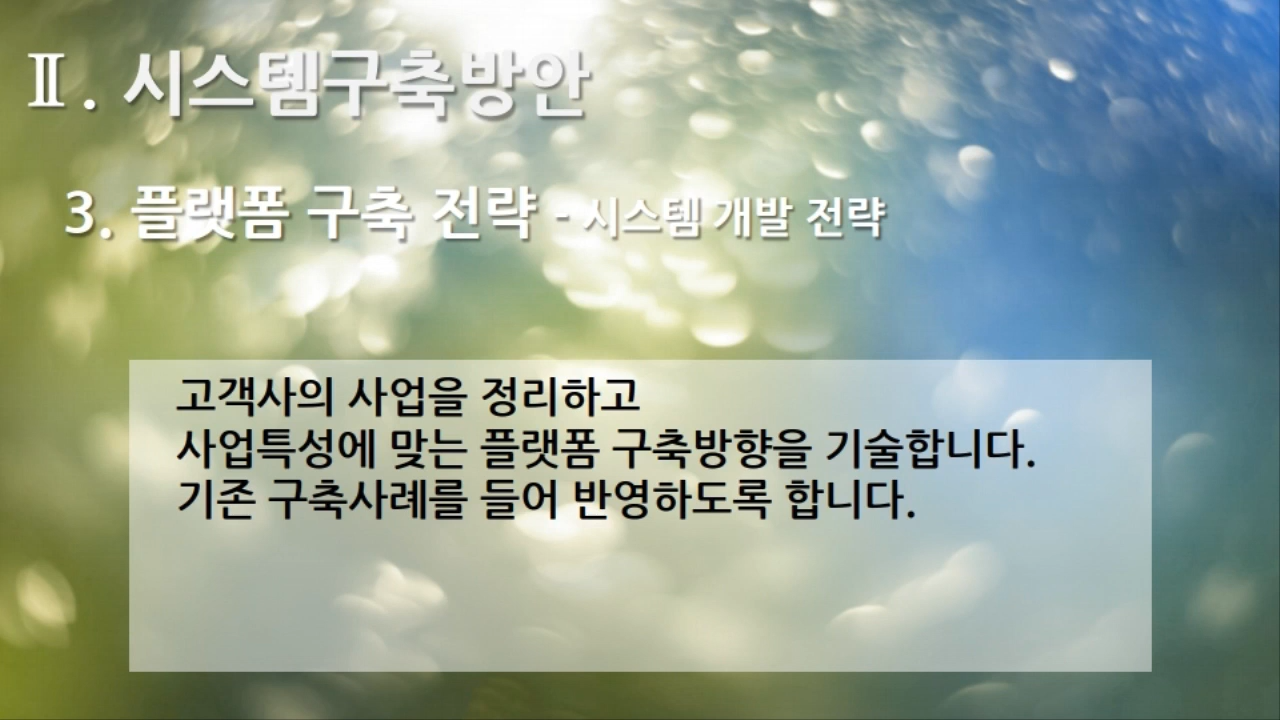 Ⅱ. 시스템구축방안
3. 플랫폼 구축 전략 - 시스템 개발 전략
고객사의 사업을 정리하고
사업특성에 맞는 플랫폼 구축방향을 기술합니다.
기존 구축사례를 들어 반영하도록 합니다.